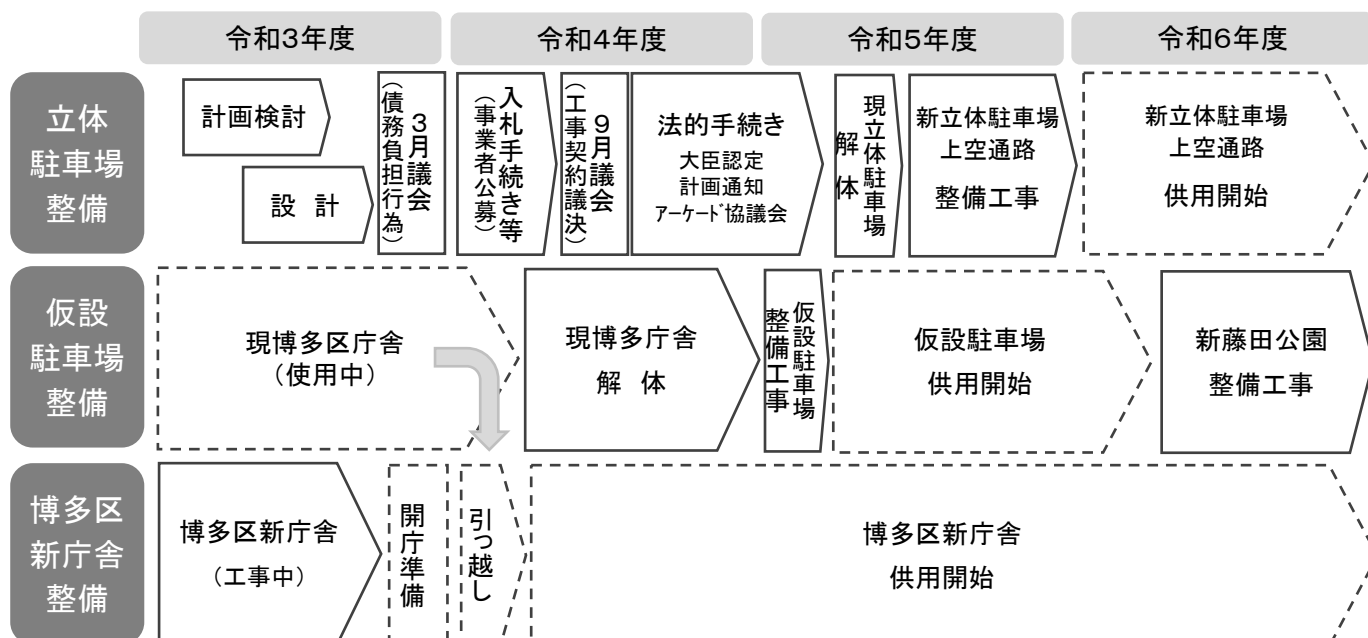 令和3年度
令和4年度
令和5年度
令和6年度
立体
駐車場
整備
計画検討
設 計
3月議会
(債務負担行為)
入札手続き等
(事業者公募)
9月議会
(工事契約議決)
法的手続き
大臣認定
計画通知
アーケード協議会
現立体駐車場
解 体
新立体駐車場
上空通路
整備工事
新立体駐車場
上空通路
供用開始
仮設
駐車場
整備
現博多区庁舎
(使用中)
現博多庁舎
解 体
仮設駐車場
整備工事
仮設駐車場
供用開始
新藤田公園
整備工事
博多区
新庁舎
整備
博多区新庁舎
(工事中)
開庁準備
引っ越し
博多区新庁舎
供用開始